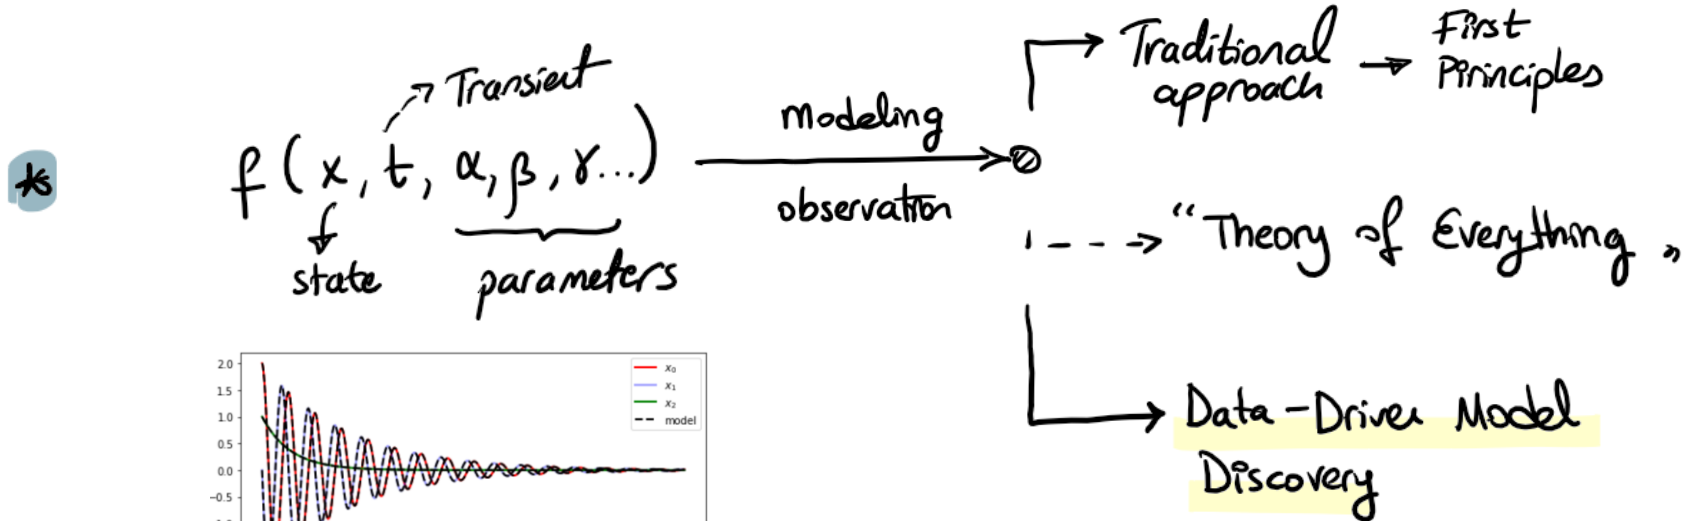 Transient
f ( x , t , α, β , γ ... )
state
parameters
modeling
observation
Traditional
approach
First
Principles
“ Theory of Everything „
Data-Driven Model
Discovery
2.0
1.5
1.0
0.5
0.0
−0.5
x₀
x₁
x₂
model